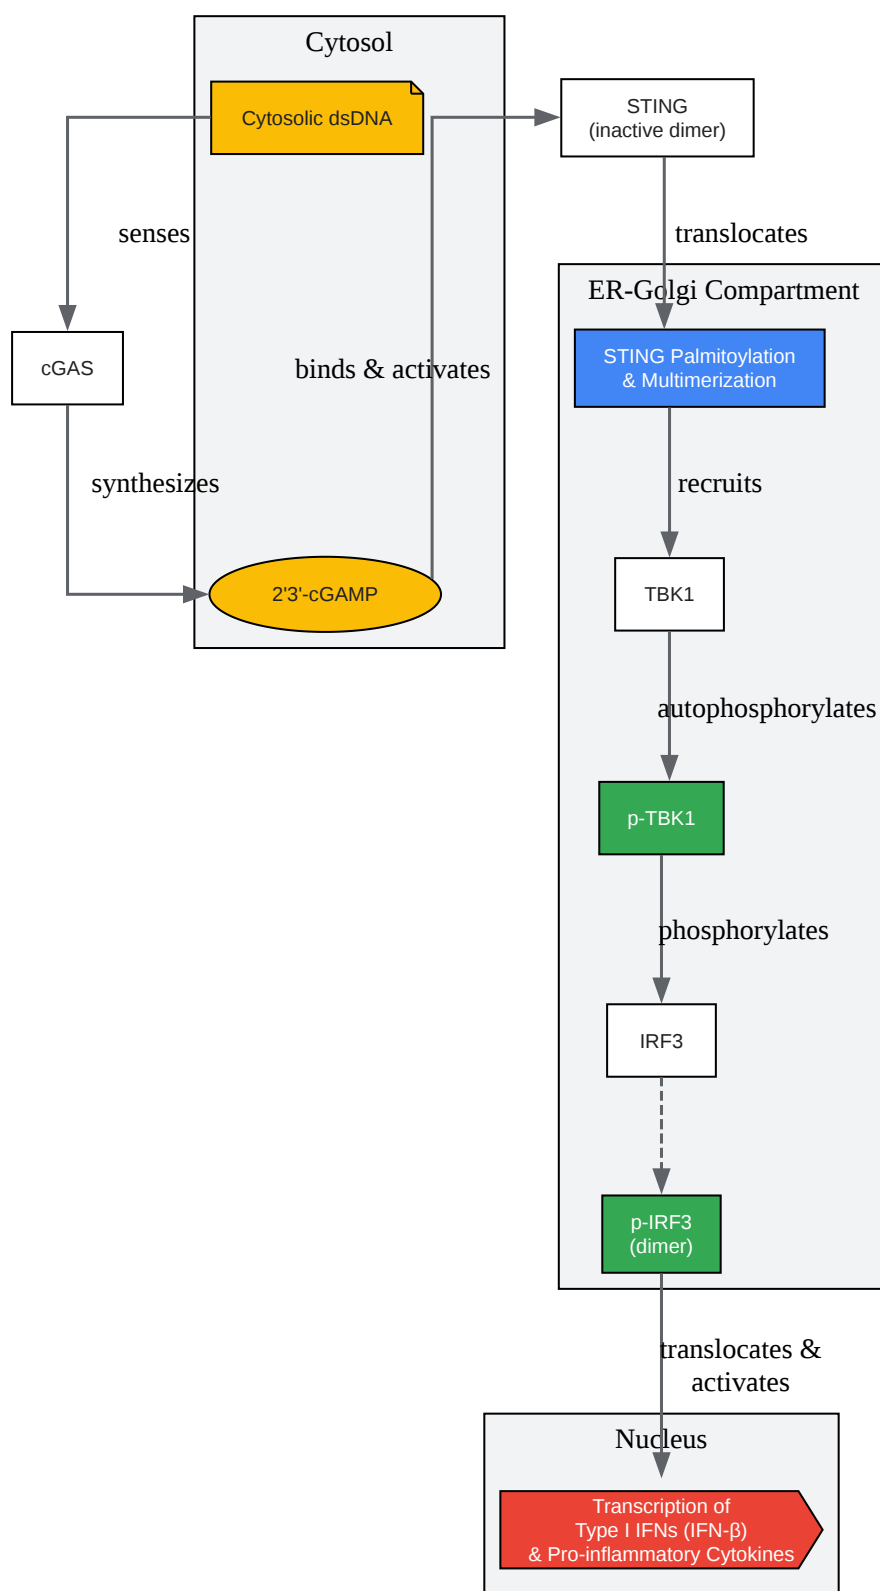 Cytosol
Cytosolic dsDNA
STING
(inactive dimer)
senses
translocates
ER-Golgi Compartment
cGAS
binds & activates
STING Palmitoylation
& Multimerization
synthesizes
recruits
2'3'-cGAMP
TBK1
autophosphorylates
p-TBK1
phosphorylates
IRF3
p-IRF3
(dimer)
translocates &
activates
Nucleus
Transcription of
Type I IFNs (IFN-β)
& Pro-inflammatory Cytokines